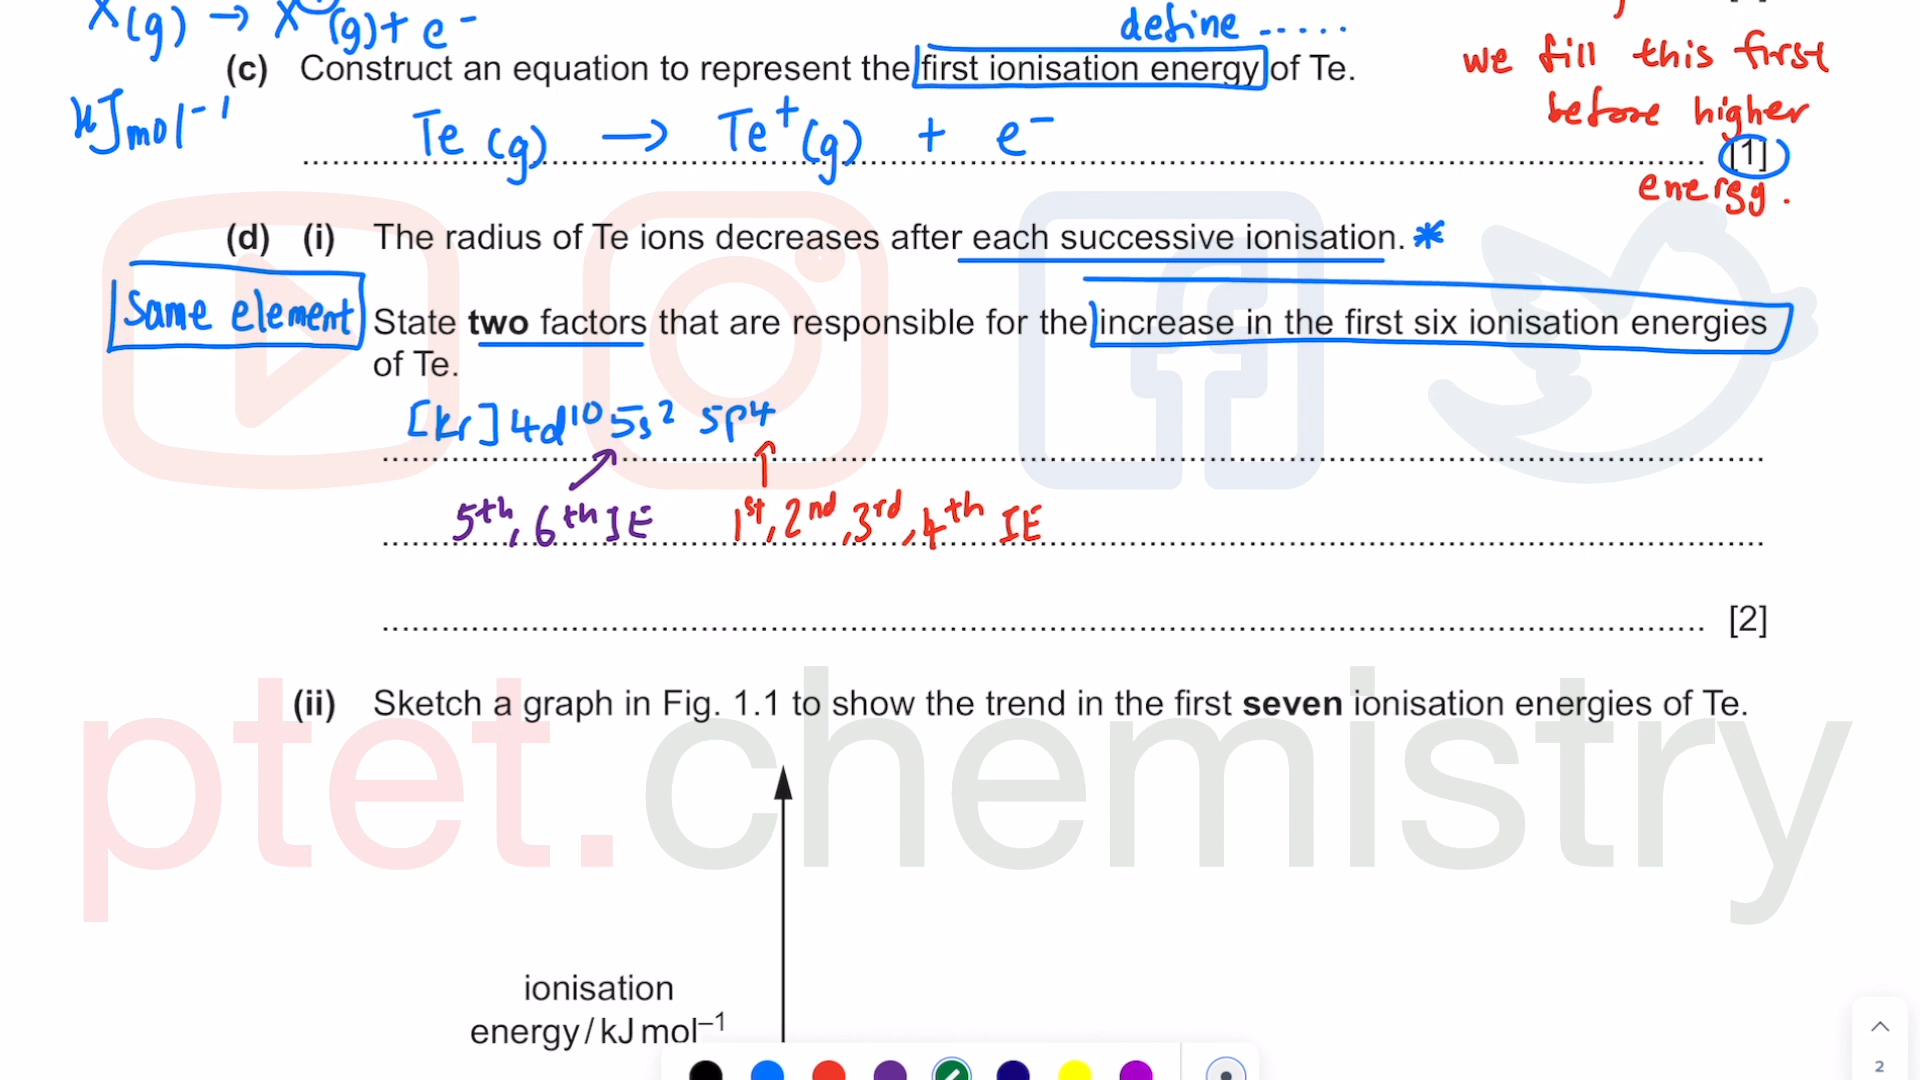 X(g) → X (g) + e⁻
define .....
(c) Construct an equation to represent the first ionisation energy of Te.
we fill this first
before higher
energy.
kJmol⁻¹
Te (g) → Te⁺(g) + e⁻
[1]
(d) (i) The radius of Te ions decreases after each successive ionisation. *
Same element
State two factors that are responsible for the increase in the first six ionisation energies
of Te.
[Kr] 4d¹⁰ 5s² 5p⁴
5th, 6th IE 1st, 2nd, 3rd, 4th IE
[2]
(ii) Sketch a graph in Fig. 1.1 to show the trend in the first seven ionisation energies of Te.
ptet.chemistry
ionisation
energy / kJ mol⁻¹
2